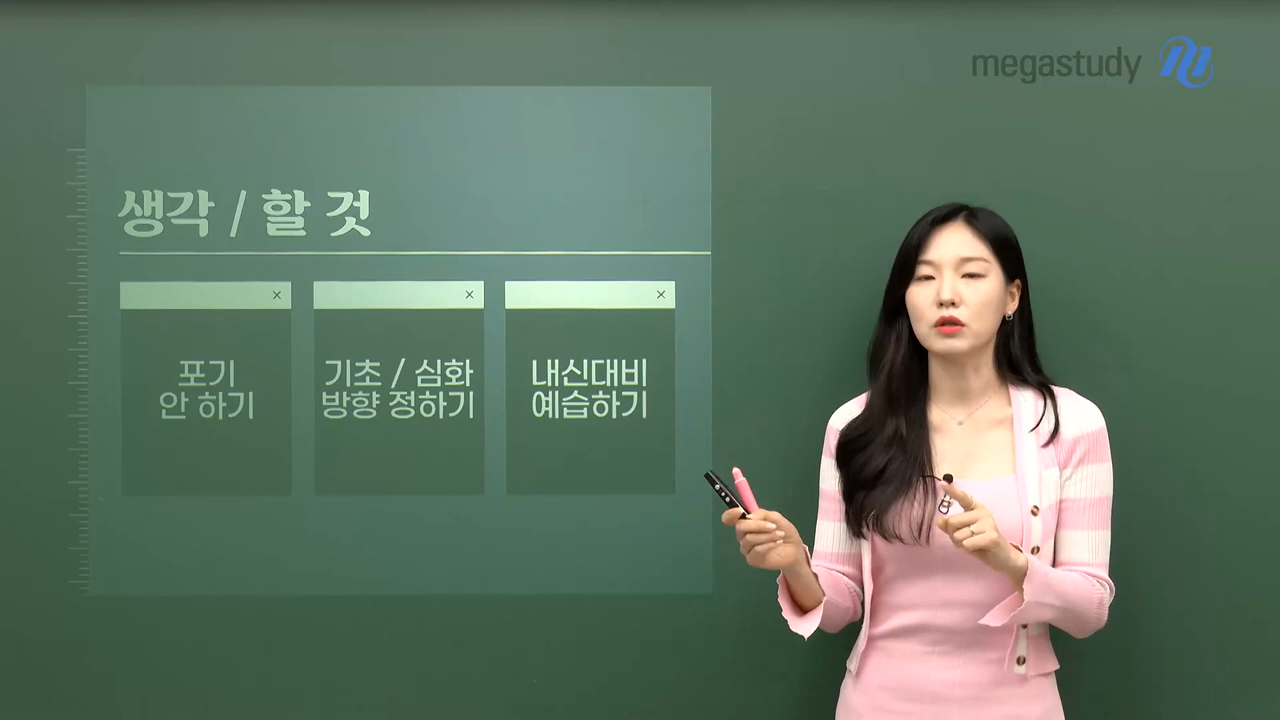 megastudy
생각 / 할 것
포기
안 하기
기초 / 심화
방향 정하기
내신대비
예습하기